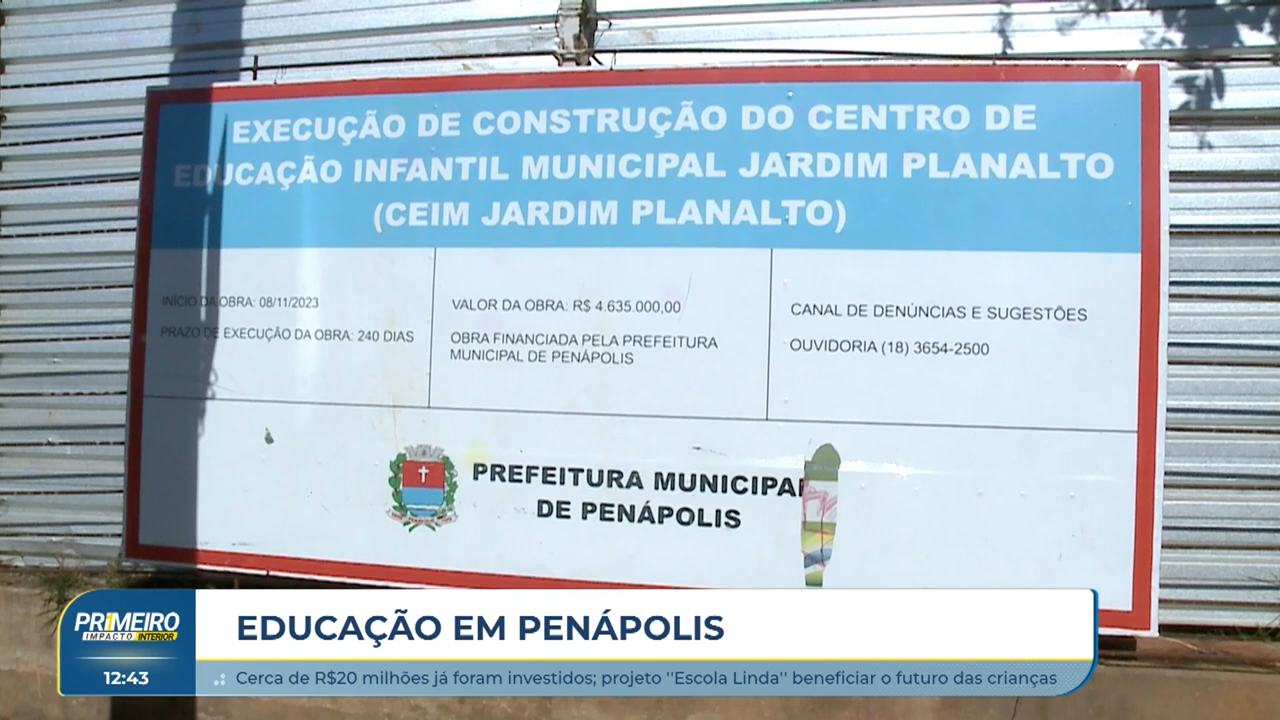 EXECUÇÃO DE CONSTRUÇÃO DO CENTRO DE
EDUCAÇÃO INFANTIL MUNICIPAL JARDIM PLANALTO
(CEIM JARDIM PLANALTO)
INÍCIO DA OBRA: 08/11/2023
PRAZO DE EXECUÇÃO DA OBRA: 240 DIAS
VALOR DA OBRA: R$ 4.635.000,00
OBRA FINANCIADA PELA PREFEITURA
MUNICIPAL DE PENÁPOLIS
CANAL DE DENÚNCIAS E SUGESTÕES
OUVIDORIA (18) 3654-2500
PREFEITURA MUNICIPAL
DE PENÁPOLIS
PR1MEIRO
IMPACTO INTERIOR
12:43
EDUCAÇÃO EM PENÁPOLIS
Cerca de R$20 milhões já foram investidos; projeto ''Escola Linda'' beneficiar o futuro das crianças